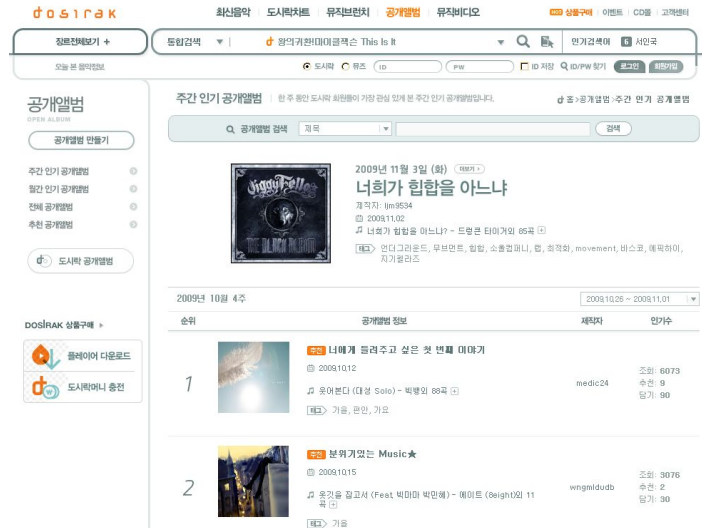 dosirak
최신음악 도시락차트 뮤직브런치 공개앨범 뮤직비디오
상품구매 이벤트 CD몰 고객센터
장르전체보기 +
통합검색
왕의귀환!마이클잭슨 This Is It
인기검색어 6 서인국
오늘 본 음악정보
도시락 뮤즈 ID PW ID 저장 ID/PW 찾기 로그인 회원가입
공개앨범
OPEN ALBUM
공개앨범 만들기
주간 인기 공개앨범
월간 인기 공개앨범
전체 공개앨범
추천 공개앨범
도시락 공개앨범
DOSIRAK 상품구매
플레이어 다운로드
도시락머니 충전
주간 인기 공개앨범 한 주 동안 도시락 회원들이 가장 관심 있게 본 주간 인기 공개앨범입니다.
홈>공개앨범>주간 인기 공개앨범
공개앨범 검색 제목 검색
Jiggy Fellaz
THE BLACK ALBUM
2009년 11월 3일 (화) 더보기
너희가 힙합을 아느냐
제작자: ljm9534
2009.11.02
너희가 힙합을 아느냐? - 드렁큰 타이거외 85곡
태그 언더그라운드, 무브먼트, 힙합, 소울컴퍼니, 랩, 최적화, movement, 바스코, 에픽하이,
지기펠라즈
2009년 10월 4주
2009.10.26 ~ 2009.11.01
순위 공개앨범 정보 제작자 인기수
1
추천 너에게 들려주고 싶은 첫 번째 이야기
2009.10.12
웃어본다 (대성 Solo) - 빅뱅외 88곡
태그 가을, 편안, 가요
medic24
조회: 6073
추천: 9
담기: 90
2
추천 분위기있는 Music★
2009.10.15
옷깃을 잡고서 (Feat. 빅마마 박민혜) - 에이트 (8eight)외 11
곡
태그 가을
wngmldudb
조회: 3076
추천: 2
담기: 30